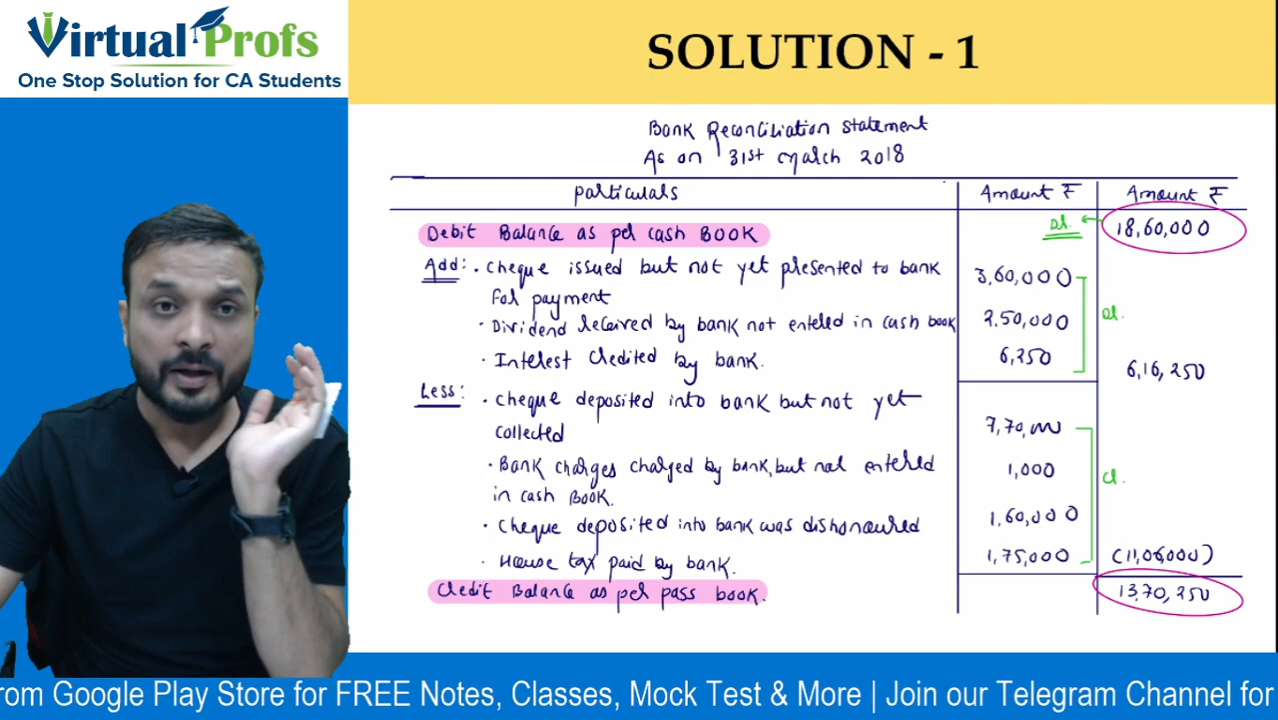 Virtual Profs
One Stop Solution for CA Students
SOLUTION - 1
Bank Reconciliation Statement
As on 31st March 2018
Particulars Amount ₹ Amount ₹
Debit Balance as per cash BOOK Dr. 18,60,000
Add: . Cheque issued but not yet presented to bank 3,60,000
For payment
. Dividend received by bank not entered in cash book 2,50,000 Dr.
. Interest credited by bank. 6,250 6,16,250
Less: . Cheque deposited into bank but not yet 7,70,000
collected
. Bank charges charged by bank, but not entered 1,000 Cr.
in cash Book.
. Cheque deposited into bank was dishonoured 1,60,000
. House tax paid by bank. 1,75,000 (11,06,000)
Credit Balance as per pass book. 13,70,250
rom Google Play Store for FREE Notes, Classes, Mock Test & More | Join our Telegram Channel for